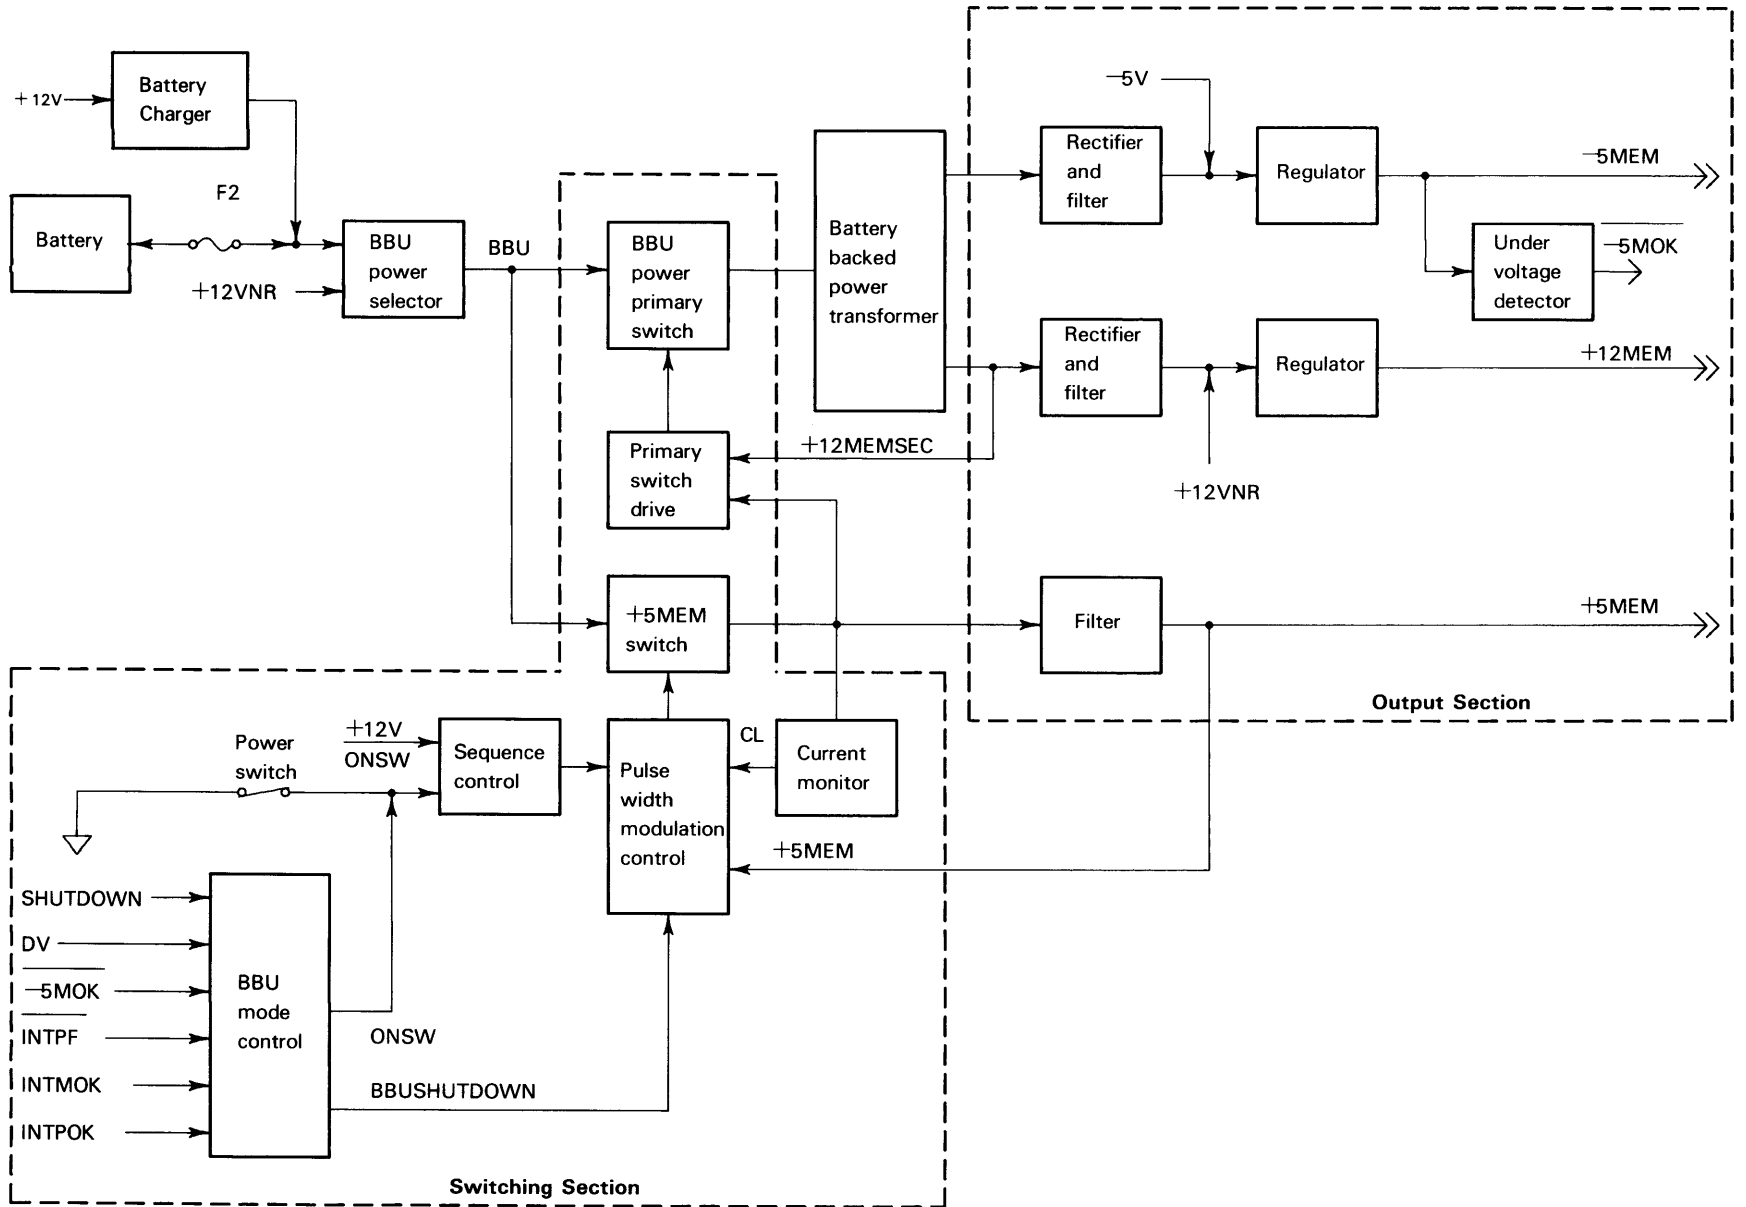 +12V
Battery
Charger
F2
Battery
+12VNR
BBU
power
selector
BBU
BBU
power
primary
switch
Battery
backed
power
transformer
−5V
Rectifier
and
filter
Regulator
−5MEM
Under
voltage
detector
−5MOK
Rectifier
and
filter
Regulator
+12MEM
+12VNR
Primary
switch
drive
+12MEMSEC
+5MEM
switch
Filter
+5MEM
Output Section
Power
switch
+12V
ONSW
Sequence
control
Pulse
width
modulation
control
CL
Current
monitor
+5MEM
SHUTDOWN
DV
−5MOK
INTPF
INTMOK
INTPOK
BBU
mode
control
ONSW
BBUSHUTDOWN
Switching Section